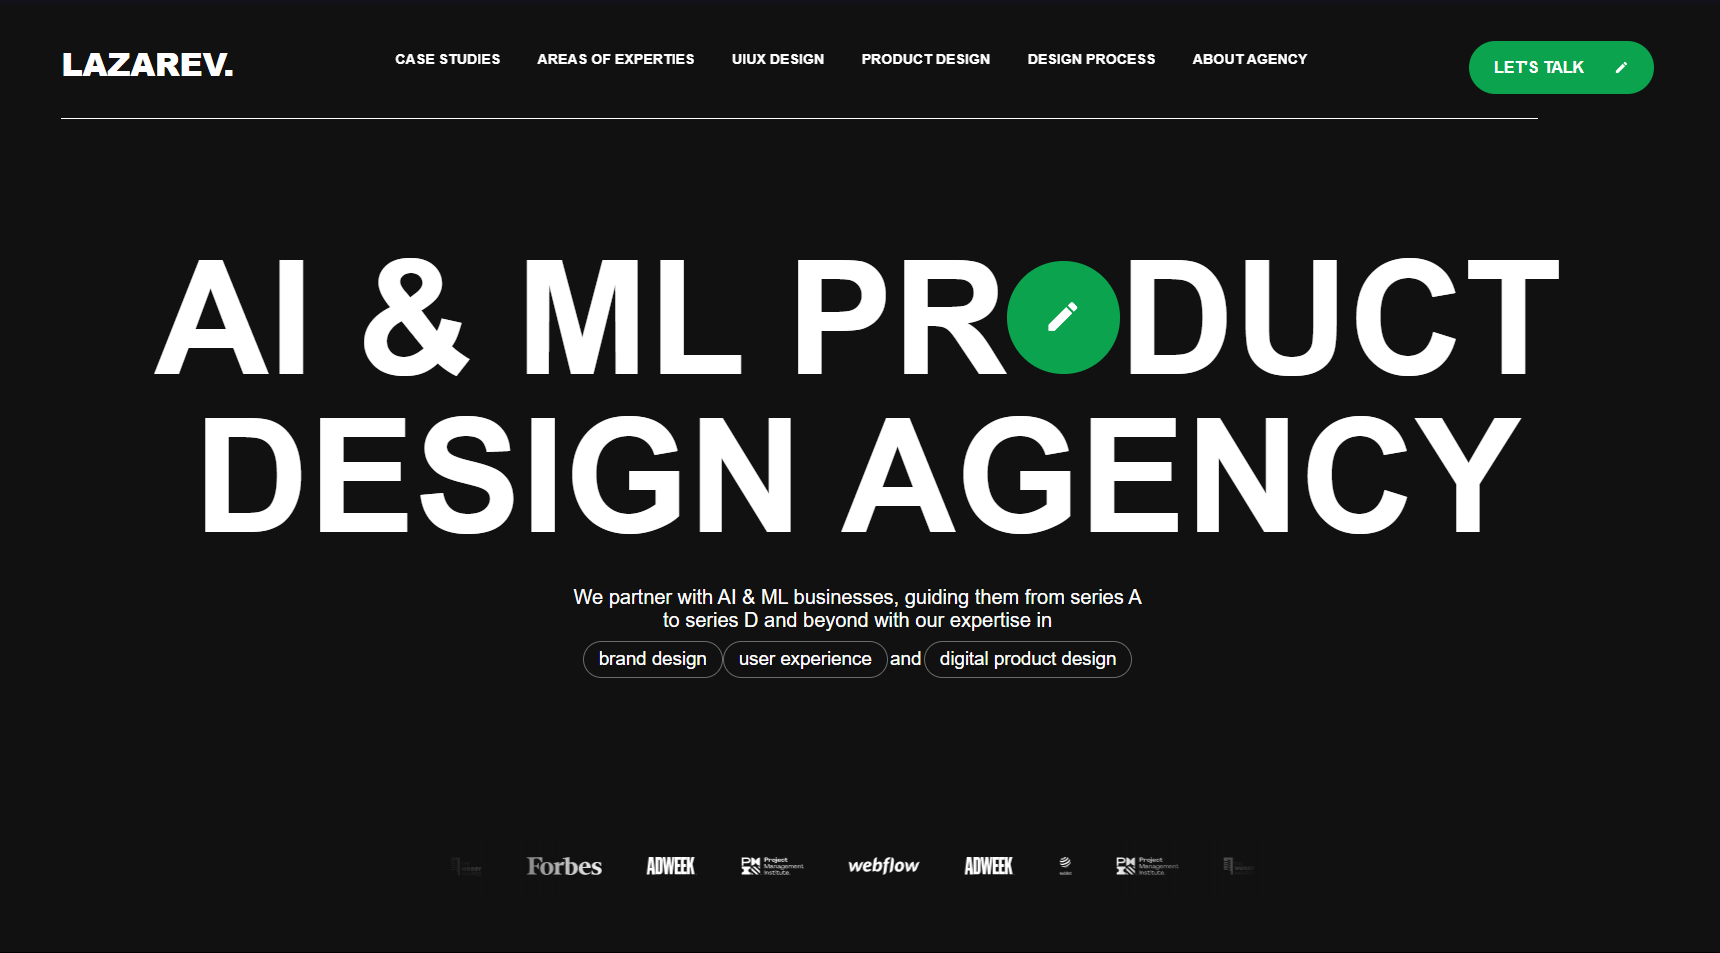 LAZAREV.
CASE STUDIES
AREAS OF EXPERTIES
UIUX DESIGN
PRODUCT DESIGN
DESIGN PROCESS
ABOUT AGENCY
LET'S TALK
AI & ML PR DUCT
DESIGN AGENCY
We partner with AI & ML businesses, guiding them from series A
to series D and beyond with our expertise in
brand design user experience and digital product design
Forbes
ADWEEK
Project
Management
Institute.
webflow
ADWEEK
Project
Management
Institute.